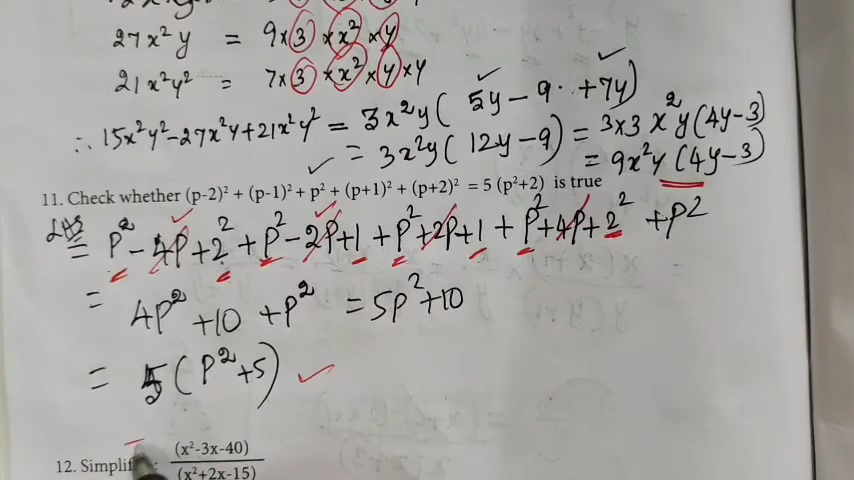 27x²y = 9×3×x²×y
21x²y² = 7×3×x²×y×y
∴ 15x²y²-27x²y+21x²y² = 3x²y( 5y-9 +7y)
= 3x²y( 12y-9) = 3×3 x²y(4y-3)
= 9x²y (4y-3)
11. Check whether (p-2)² + (p-1)² + p² + (p+1)² + (p+2)² = 5 (p²+2) is true
LHS = p²-4p+2²+p²-2p+1+p²+2p+1+p²+4p+2² +p²
= 4p²+10+p² = 5p²+10
= 5(p²+5)
12. Simplify: (x²-3x-40)
(x²+2x-15)